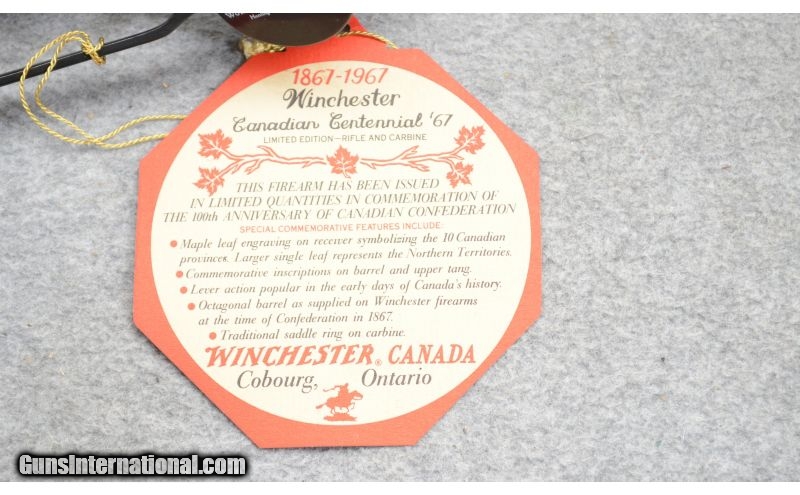 1867-1967
Winchester
Canadian Centennial '67
LIMITED EDITION—RIFLE AND CARBINE
THIS FIREARM HAS BEEN ISSUED
IN LIMITED QUANTITIES IN COMMEMORATION OF
THE 100th ANNIVERSARY OF CANADIAN CONFEDERATION
SPECIAL COMMEMORATIVE FEATURES INCLUDE:
● Maple leaf engraving on receiver symbolizing the 10 Canadian
provinces. Larger single leaf represents the Northern Territories.
● Commemorative inscriptions on barrel and upper tang.
● Lever action popular in the early days of Canada's history.
● Octagonal barrel as supplied on Winchester firearms
at the time of Confederation in 1867.
● Traditional saddle ring on carbine.
WINCHESTER® CANADA
Cobourg, Ontario
GunsInternational.com